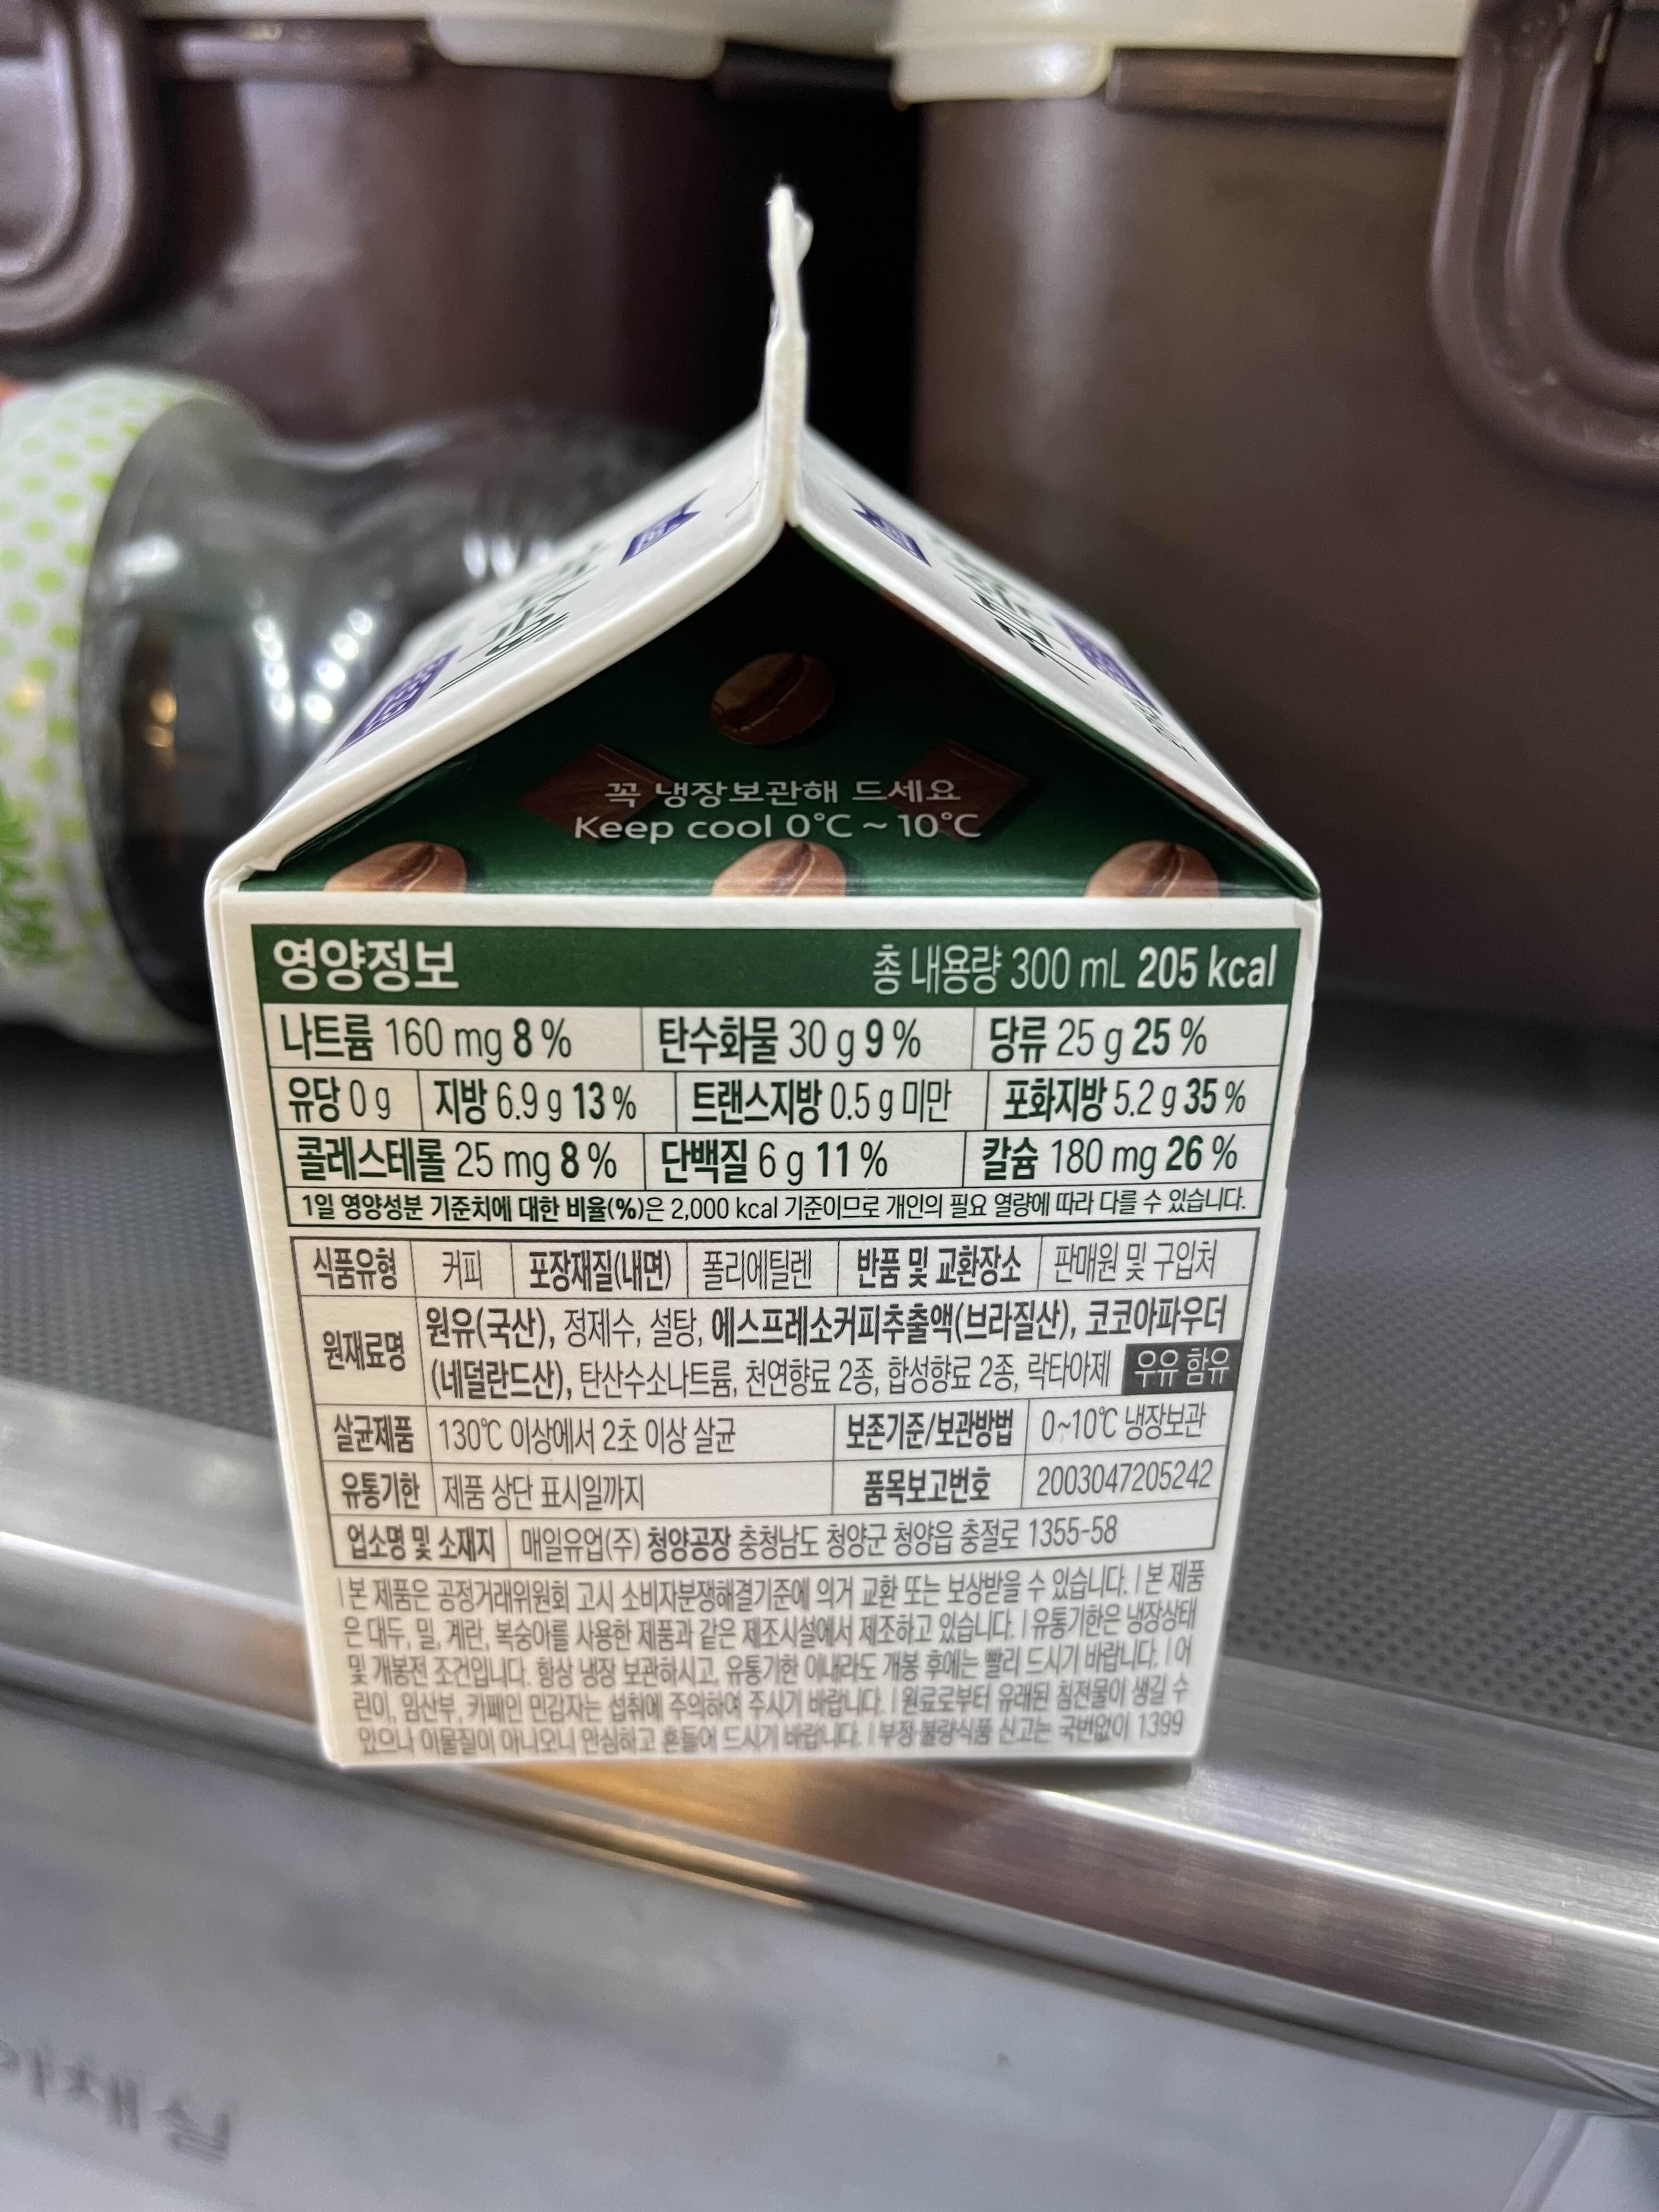 꼭 냉장보관해 드세요
Keep cool 0℃ ~ 10℃
영양정보 총 내용량 300 mL 205 kcal
나트륨 160 mg 8 % 탄수화물 30 g 9 % 당류 25 g 25 %
유당 0 g 지방 6.9 g 13 % 트랜스지방 0.5 g 미만 포화지방 5.2 g 35 %
콜레스테롤 25 mg 8 % 단백질 6 g 11 % 칼슘 180 mg 26 %
1일 영양성분 기준치에 대한 비율(%)은 2,000 kcal 기준이므로 개인의 필요 열량에 따라 다를 수 있습니다.
식품유형 커피 포장재질(내면) 폴리에틸렌 반품 및 교환장소 판매원 및 구입처
원재료명 원유(국산), 정제수, 설탕, 에스프레소커피추출액(브라질산), 코코아파우더
(네덜란드산), 탄산수소나트륨, 천연향료 2종, 합성향료 2종, 락타아제 우유 함유
살균제품 130℃ 이상에서 2초 이상 살균 보존기준/보관방법 0~10℃ 냉장보관
유통기한 제품 상단 표시일까지 품목보고번호 2003047205242
업소명 및 소재지 매일유업(주) 청양공장 충청남도 청양군 청양읍 충절로 1355-58
| 본 제품은 공정거래위원회 고시 소비자분쟁해결기준에 의거 교환 또는 보상받을 수 있습니다. | 본 제품
은 대두, 밀, 계란, 복숭아를 사용한 제품과 같은 제조시설에서 제조하고 있습니다. | 유통기한은 냉장상태
및 개봉전 조건입니다. 항상 냉장 보관하시고, 유통기한 이내라도 개봉 후에는 빨리 드시기 바랍니다. | 어
린이, 임산부, 카페인 민감자는 섭취에 주의하여 주시기 바랍니다. | 원료로부터 유래된 침전물이 생길 수
있으나 이물질이 아니오니 안심하고 흔들어 드시기 바랍니다. | 부정·불량식품 신고는 국번없이 1399